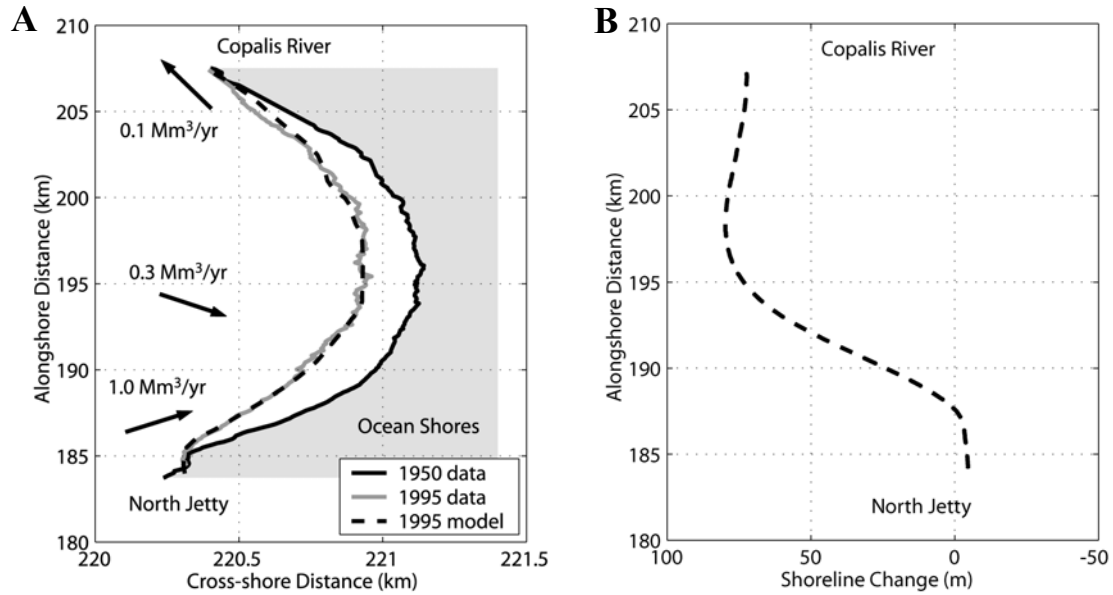 A
210
205
200
195
190
185
180
Alongshore Distance (km)
Copalis River
0.1 Mm³/yr
0.3 Mm³/yr
1.0 Mm³/yr
Ocean Shores
North Jetty
1950 data
1995 data
1995 model
220
220.5
221
221.5
Cross-shore Distance (km)
B
210
205
200
195
190
185
180
Alongshore Distance (km)
Copalis River
North Jetty
100
50
0
-50
Shoreline Change (m)